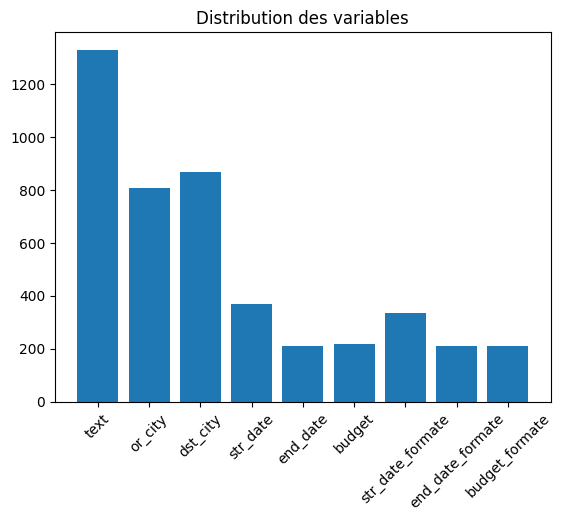 Distribution des variables
1200
1000
800
600
400
200
0
text
or_city
dst_city
str_date
end_date
budget
str_date_formate
end_date_formate
budget_formate